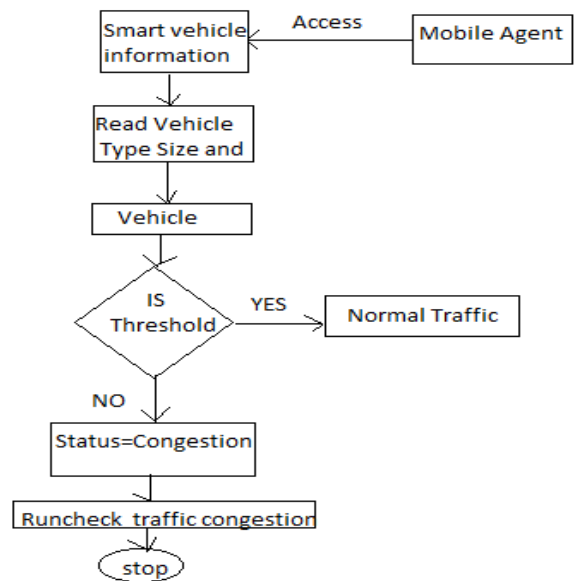 Smart vehicle
information
Access
Mobile Agent
Read Vehicle
Type Size and
Vehicle
IS
Threshold
YES
Normal Traffic
NO
Status=Congestion
Runcheck traffic congestion
stop